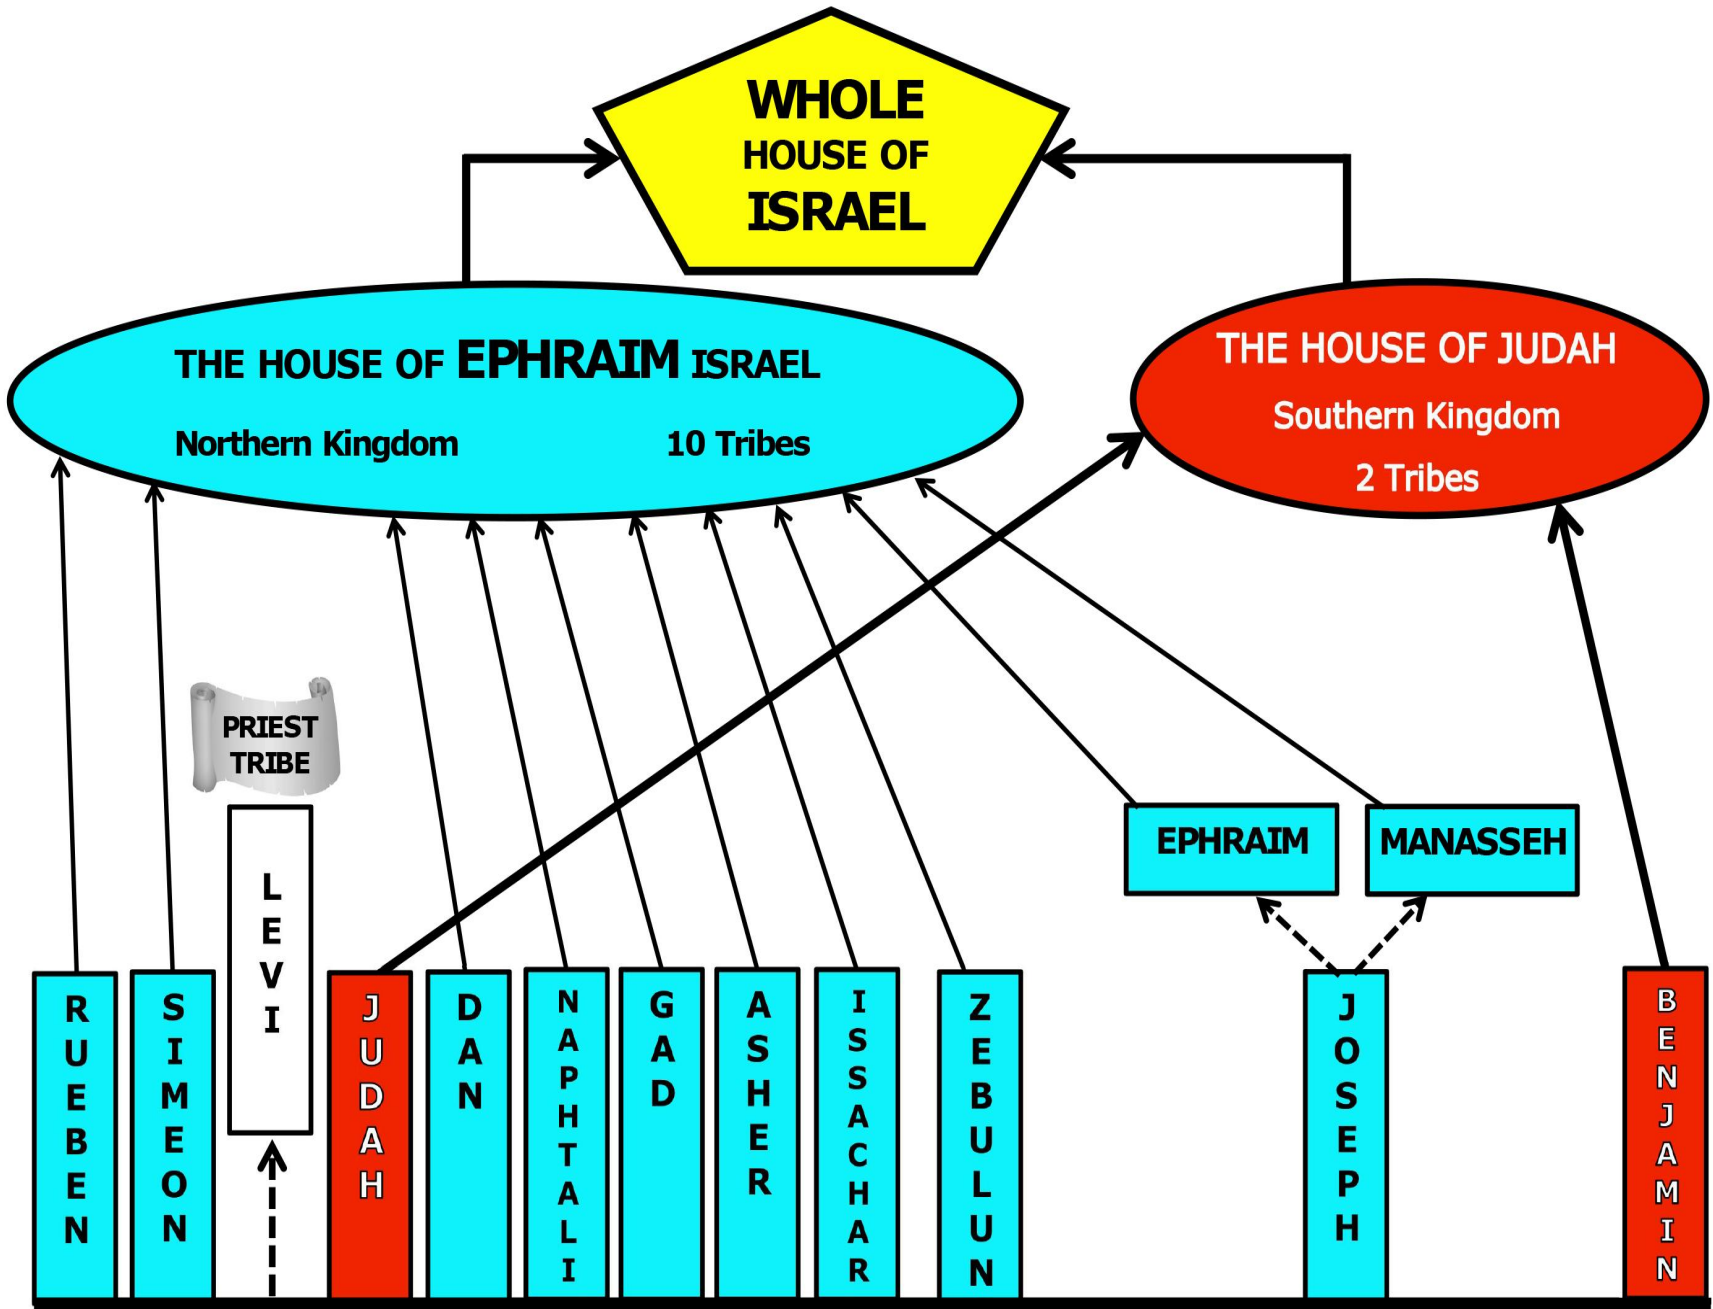 WHOLE
HOUSE OF
ISRAEL
THE HOUSE OF EPHRAIM ISRAEL
Northern Kingdom 10 Tribes
THE HOUSE OF JUDAH
Southern Kingdom
2 Tribes
PRIEST
TRIBE
EPHRAIM
MANASSEH
RUEBEN
SIMEON
LEVI
JUDAH
DAN
NAPHTALI
GAD
ASHER
ISSACHAR
ZEBULUN
JOSEPH
BENJAMIN